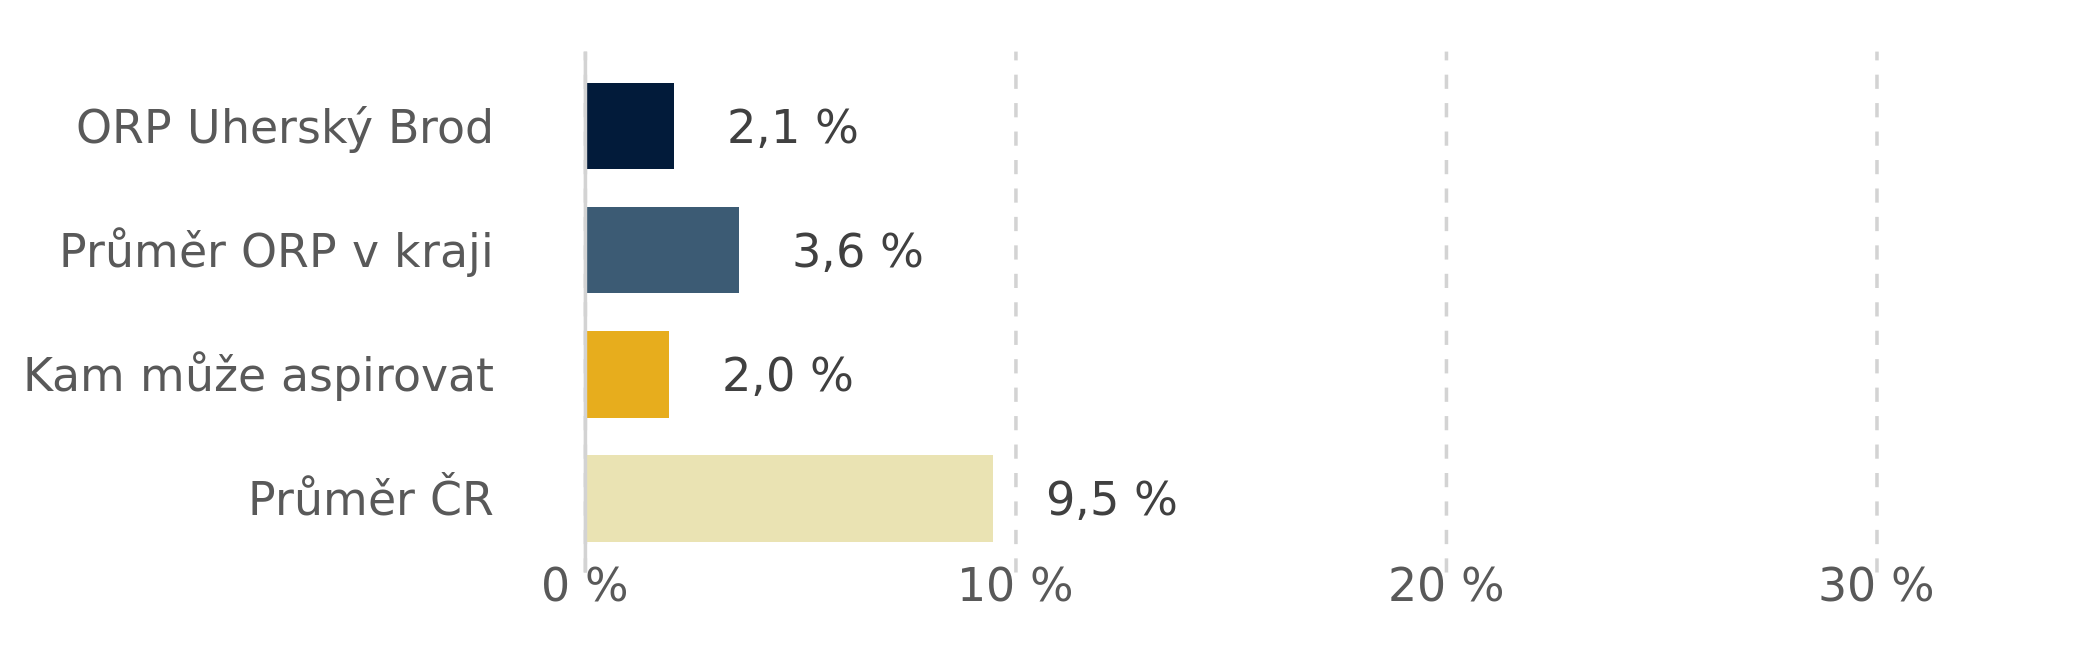 ORP Uherský Brod 2,1 %
Průměr ORP v kraji 3,6 %
Kam může aspirovat 2,0 %
Průměr ČR 9,5 %
0 % 10 % 20 % 30 %